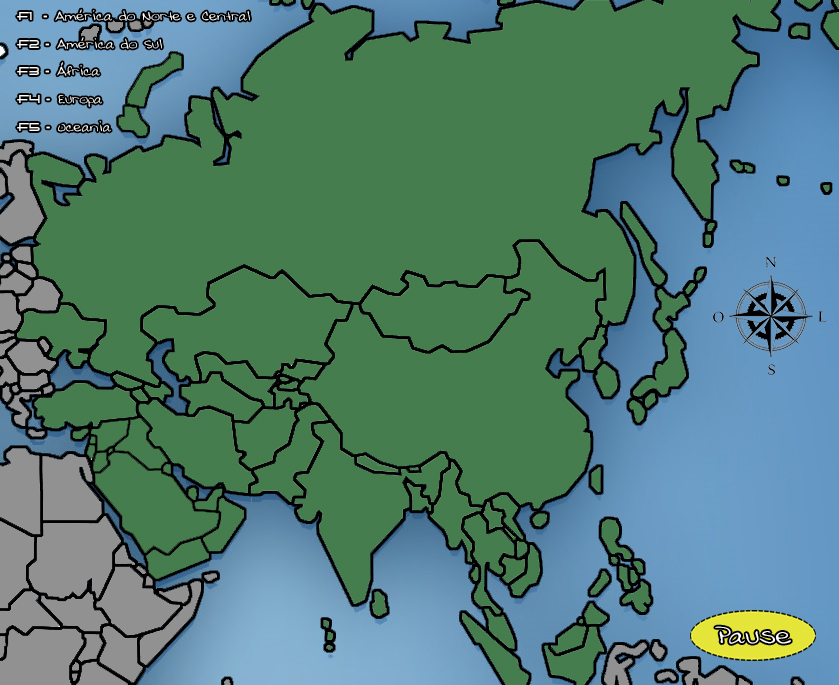 F1 - América do Norte e Central
F2 - América do Sul
F3 - África
F4 - Europa
F5 - Oceania
N
O L
S
Pause